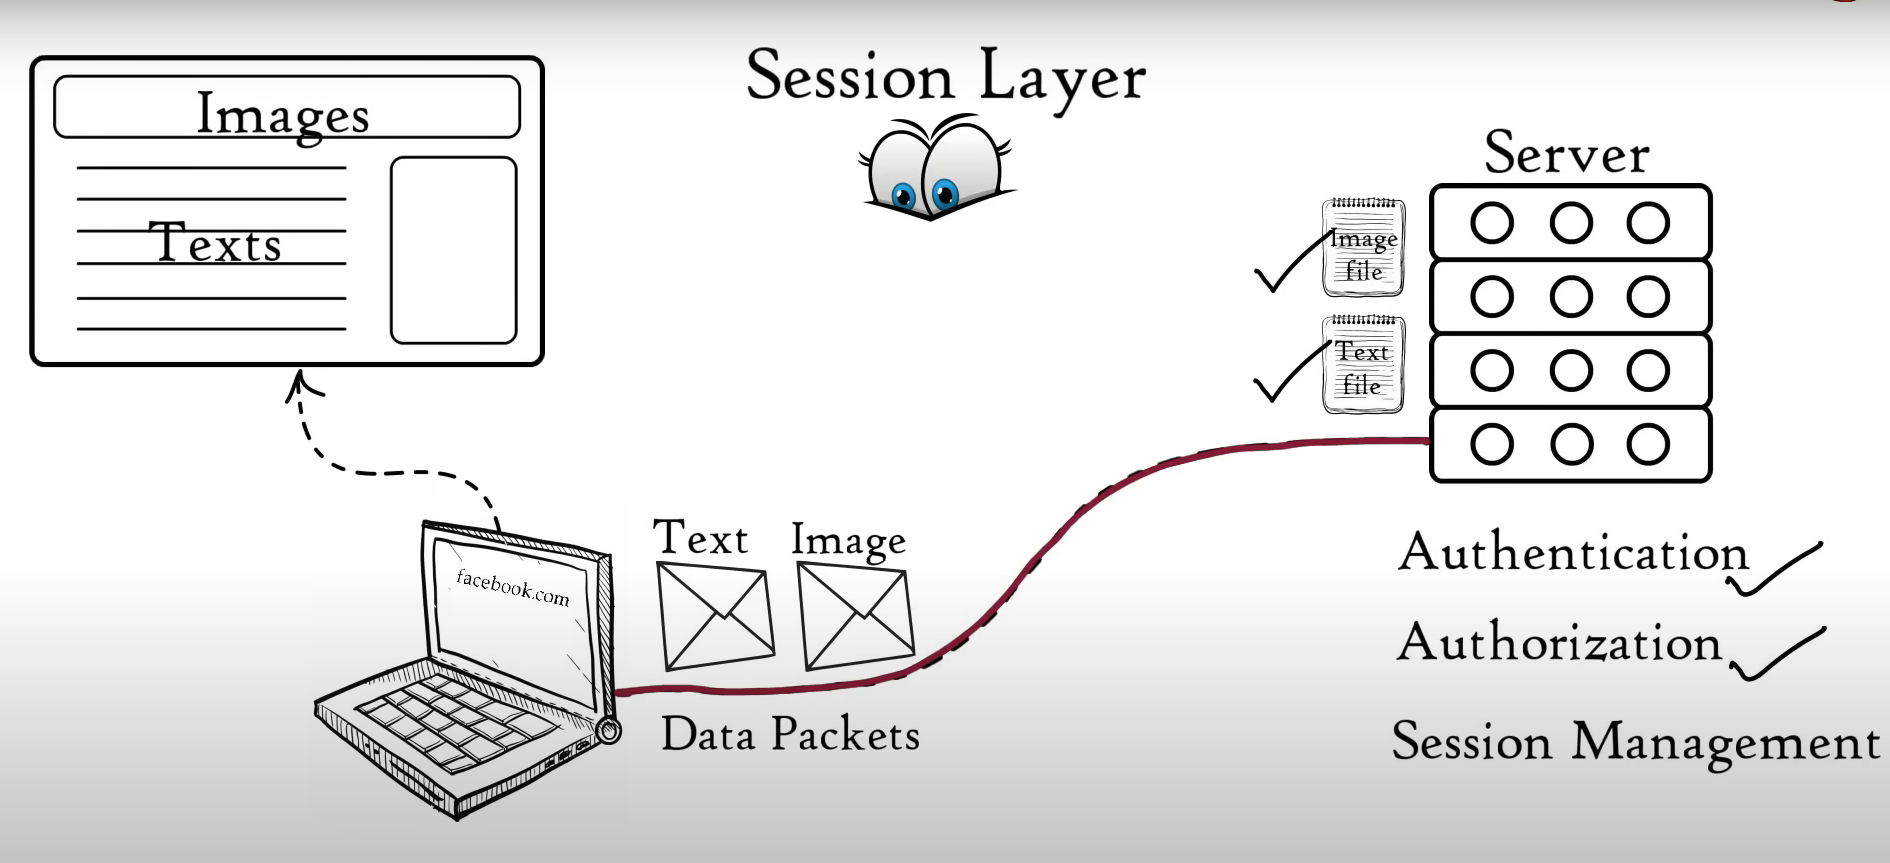 Session Layer
Images
Texts
Server
Image
file
Text
file
facebook.com
Text
Image
Data Packets
Authentication
Authorization
Session Management